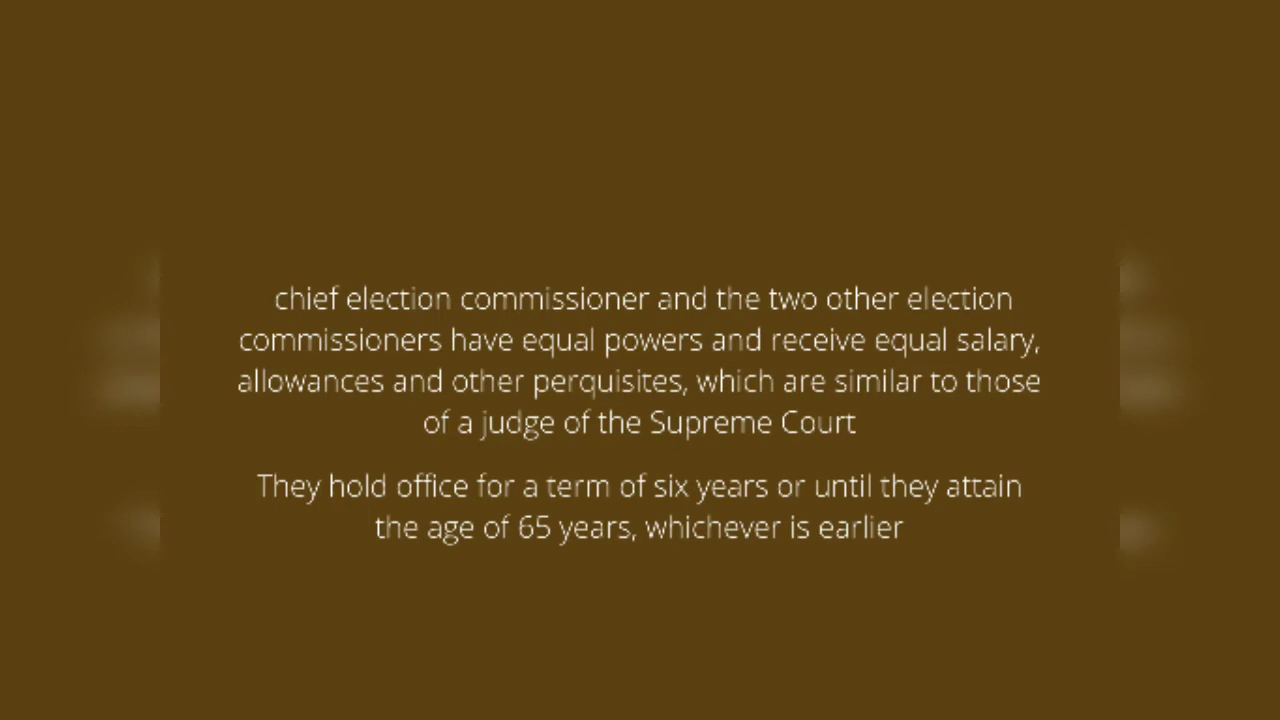 chief election commissioner and the two other election
commissioners have equal powers and receive equal salary,
allowances and other perquisites, which are similar to those
of a judge of the Supreme Court
They hold office for a term of six years or until they attain
the age of 65 years, whichever is earlier